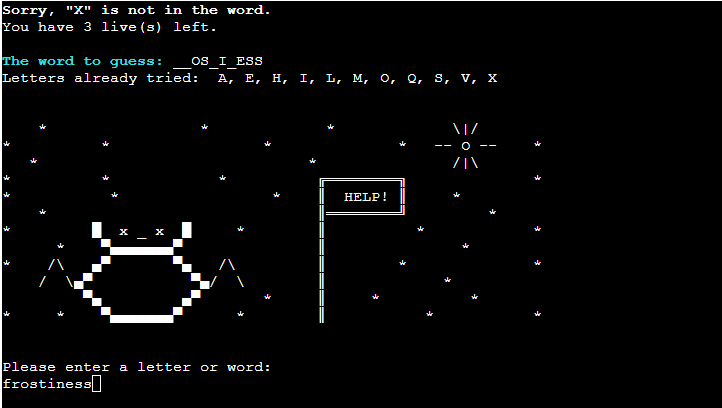 Sorry, "X" is not in the word.
You have 3 live(s) left.
The word to guess: __OS_I_ESS
Letters already tried:  A, E, H, I, L, M, O, Q, S, V, X
HELP!
x _ x
Please enter a letter or word:
frostiness